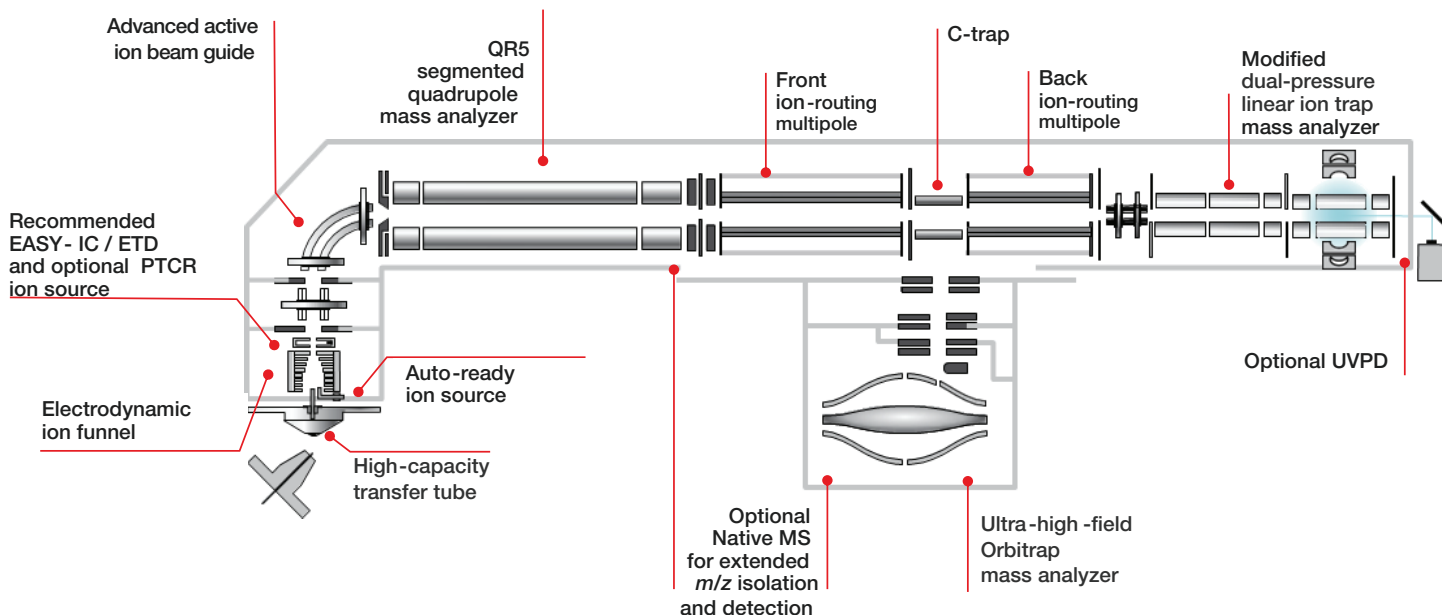 Advanced active
ion beam guide
QR5
segmented
quadrupole
mass analyzer
Front
ion-routing
multipole
C-trap
Back
ion-routing
multipole
Modified
dual-pressure
linear ion trap
mass analyzer
Recommended
EASY- IC / ETD
and optional PTCR
ion source
Electrodynamic
ion funnel
Auto-ready
ion source
High-capacity
transfer tube
Optional
Native MS
for extended
m/z isolation
and detection
Ultra-high -field
Orbitrap
mass analyzer
Optional UVPD